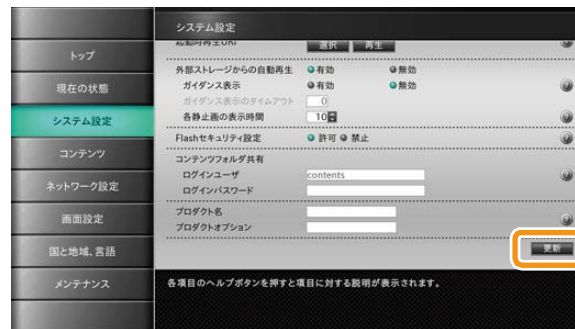 システム設定
トップ
現在の状態
システム設定
コンテンツ
ネットワーク設定
画面設定
国と地域、言語
メンテナンス
起動時再生URI 選択 再生
外部ストレージからの自動再生 有効 無効
ガイダンス表示 有効 無効
ガイダンス表示のタイムアウト 0
各静止画の表示時間 10
Flashセキュリティ設定 許可 禁止
コンテンツフォルダ共有
ログインユーザ contents
ログインパスワード
プロダクト名
プロダクトオプション
更新
各項目のヘルプボタンを押すと項目に対する説明が表示されます。